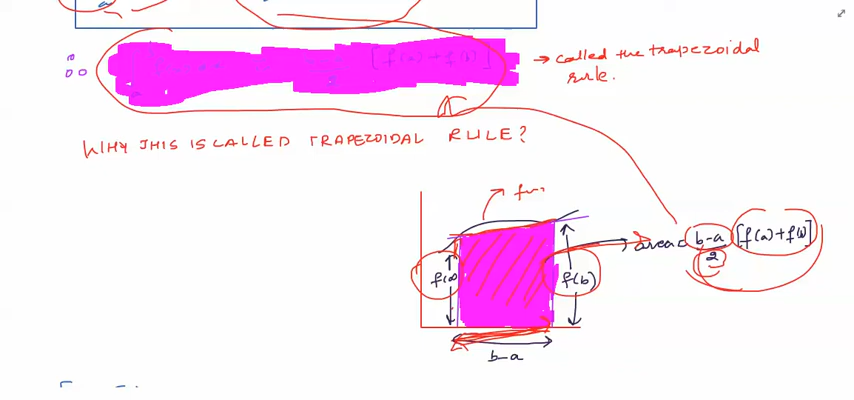 [f(a)+f(b)] → called the trapezoidal
rule.
WHY THIS IS CALLED TRAPEZOIDAL RULE?
area = b-a [f(a)+f(b)]
2
f(a)
f(b)
b-a